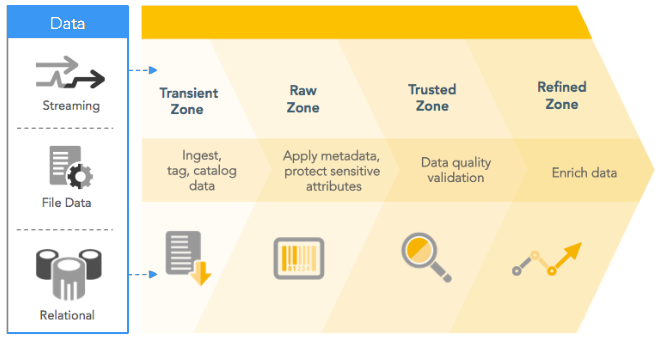 Data
Streaming
File Data
Relational
Transient
Zone
Raw
Zone
Trusted
Zone
Refined
Zone
Ingest,
tag, catalog
data
Apply metadata,
protect sensitive
attributes
Data quality
validation
Enrich data